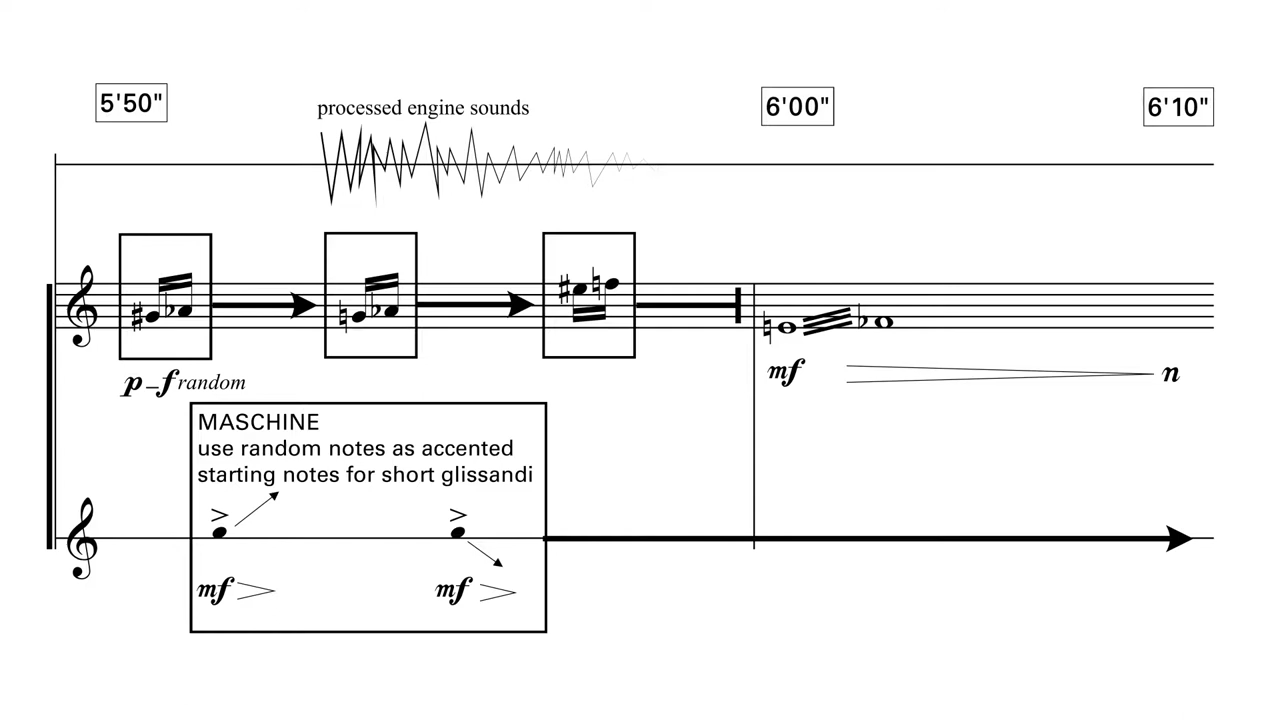 5'50"
processed engine sounds
6'00"
6'10"
p – f random
mf
n
MASCHINE
use random notes as accented
starting notes for short glissandi
mf
mf